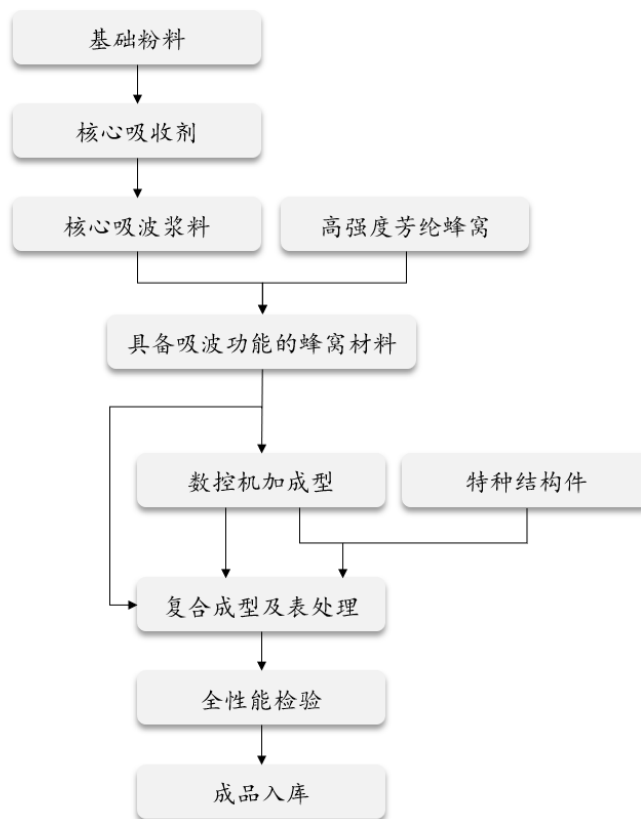 基础粉料
核心吸收剂
核心吸波浆料
高强度芳纶蜂窝
具备吸波功能的蜂窝材料
数控机加成型
特种结构件
复合成型及表处理
全性能检验
成品入库